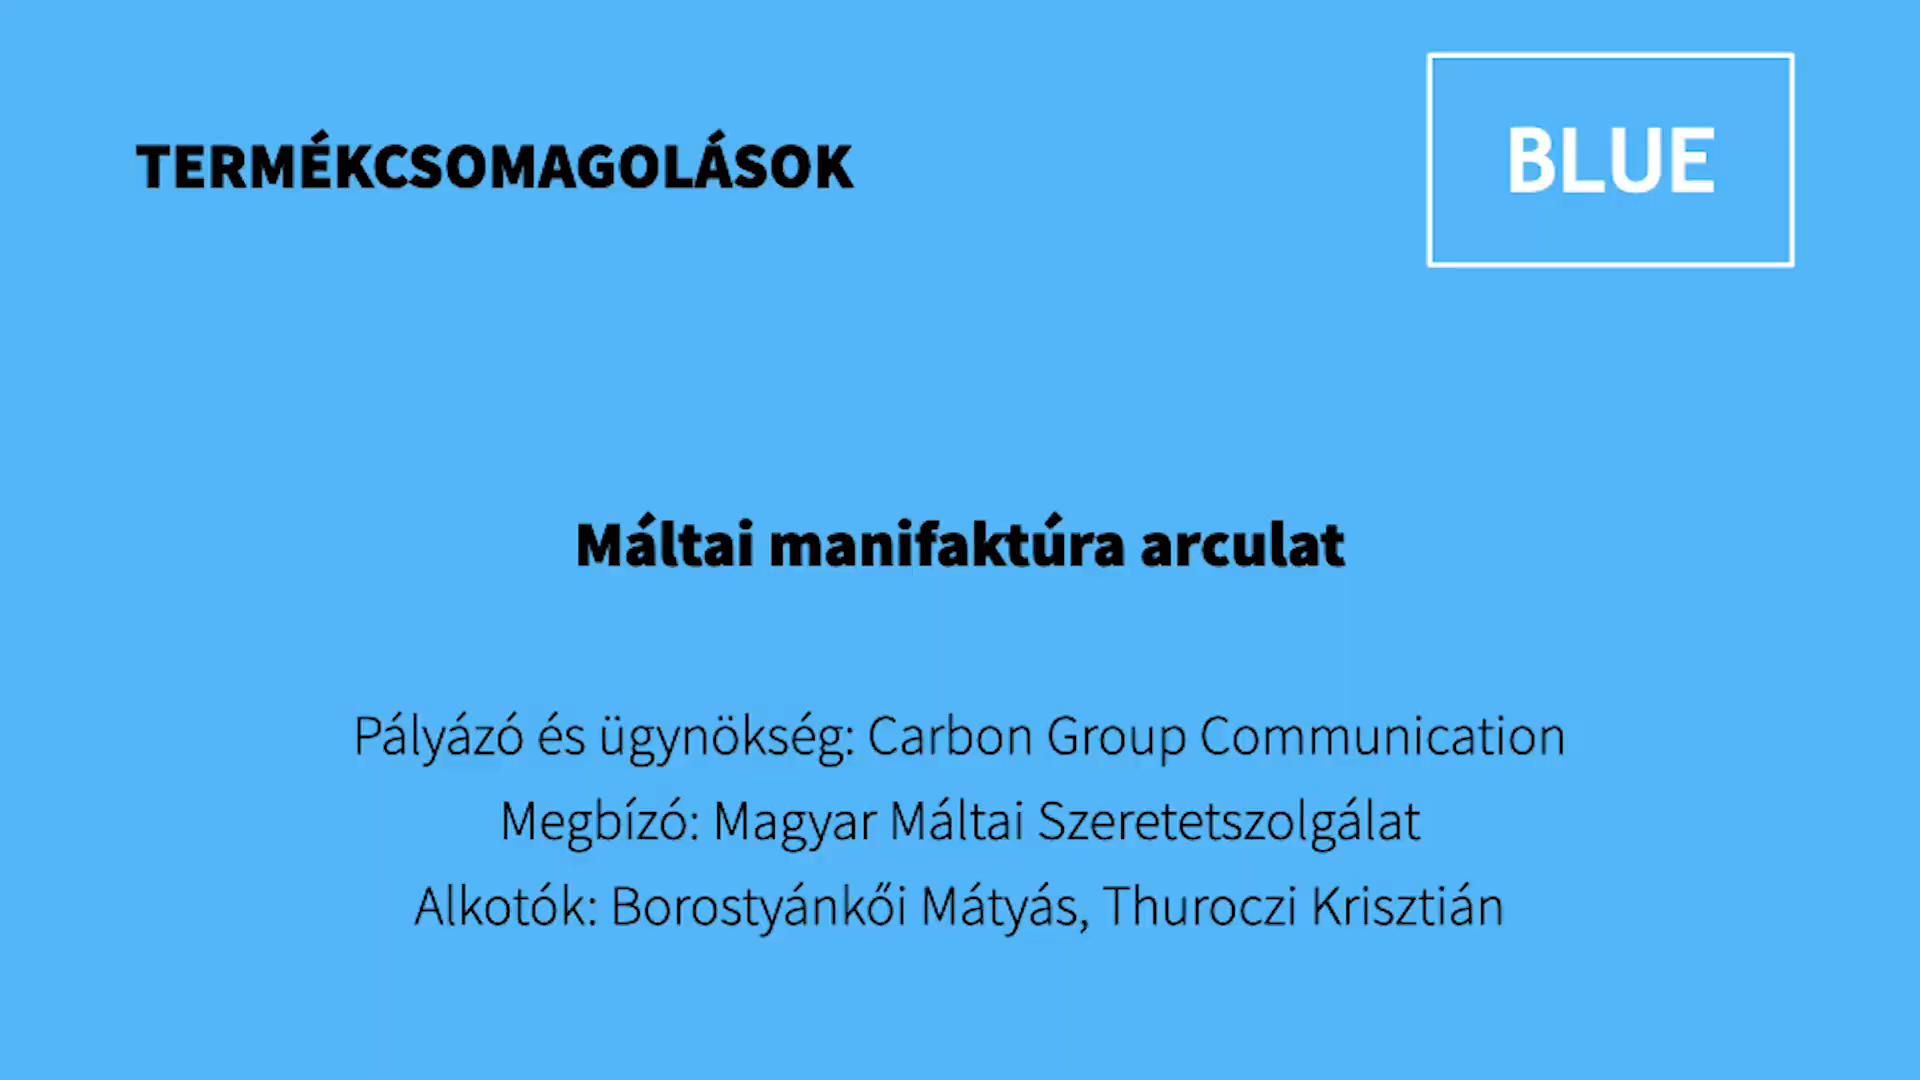 TERMÉKCSOMAGOLÁSOK
BLUE
Máltai manifaktúra arculat
Pályázó és ügynökség: Carbon Group Communication
Megbízó: Magyar Máltai Szeretetszolgálat
Alkotók: Borostyánkői Mátyás, Thuroczi Krisztián